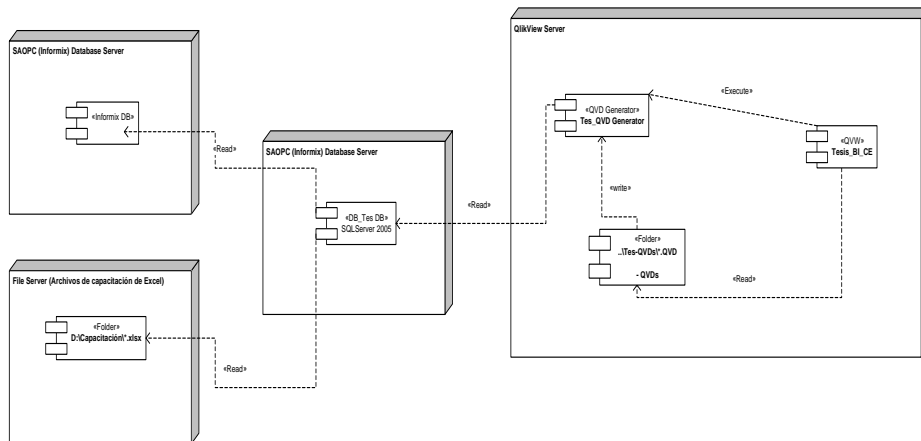 SAOPC (Informix) Database Server
«Informix DB»
«Read»
File Server (Archivos de capacitación de Excel)
«Folder»
D:\Capacitación\*.xlsx
«Read»
SAOPC (Informix) Database Server
«DB_Tes DB»
SQLServer 2005
«Read»
QlikView Server
«QVD Generator»
Tes_QVD Generator
«Execute»
«QVW»
Tesis_BI_CE
«write»
«Folder»
..\Tes-QVDs\*.QVD
- QVDs
«Read»